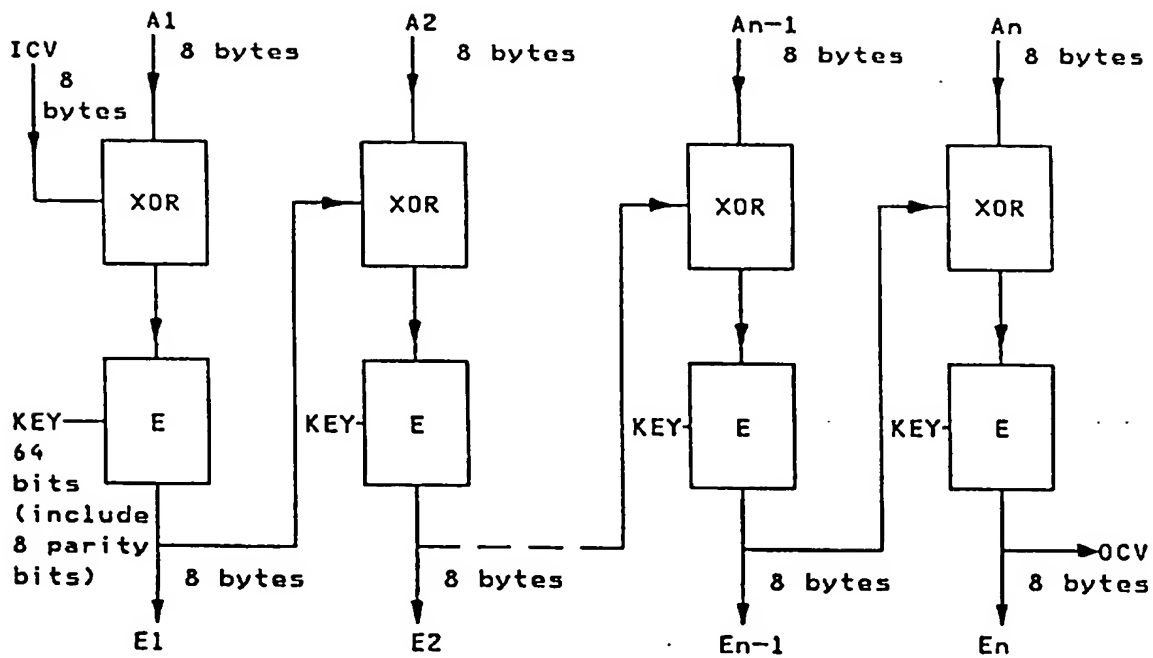 A1
A2
An-1
An
ICV
8 bytes
8 bytes
8 bytes
8 bytes
8
bytes
XOR
XOR
XOR
XOR
KEY
E
KEY
E
KEY
E
KEY
E
64
bits
(include
8 parity
bits)
8 bytes
8 bytes
8 bytes
OCV
8 bytes
E1
E2
En-1
En